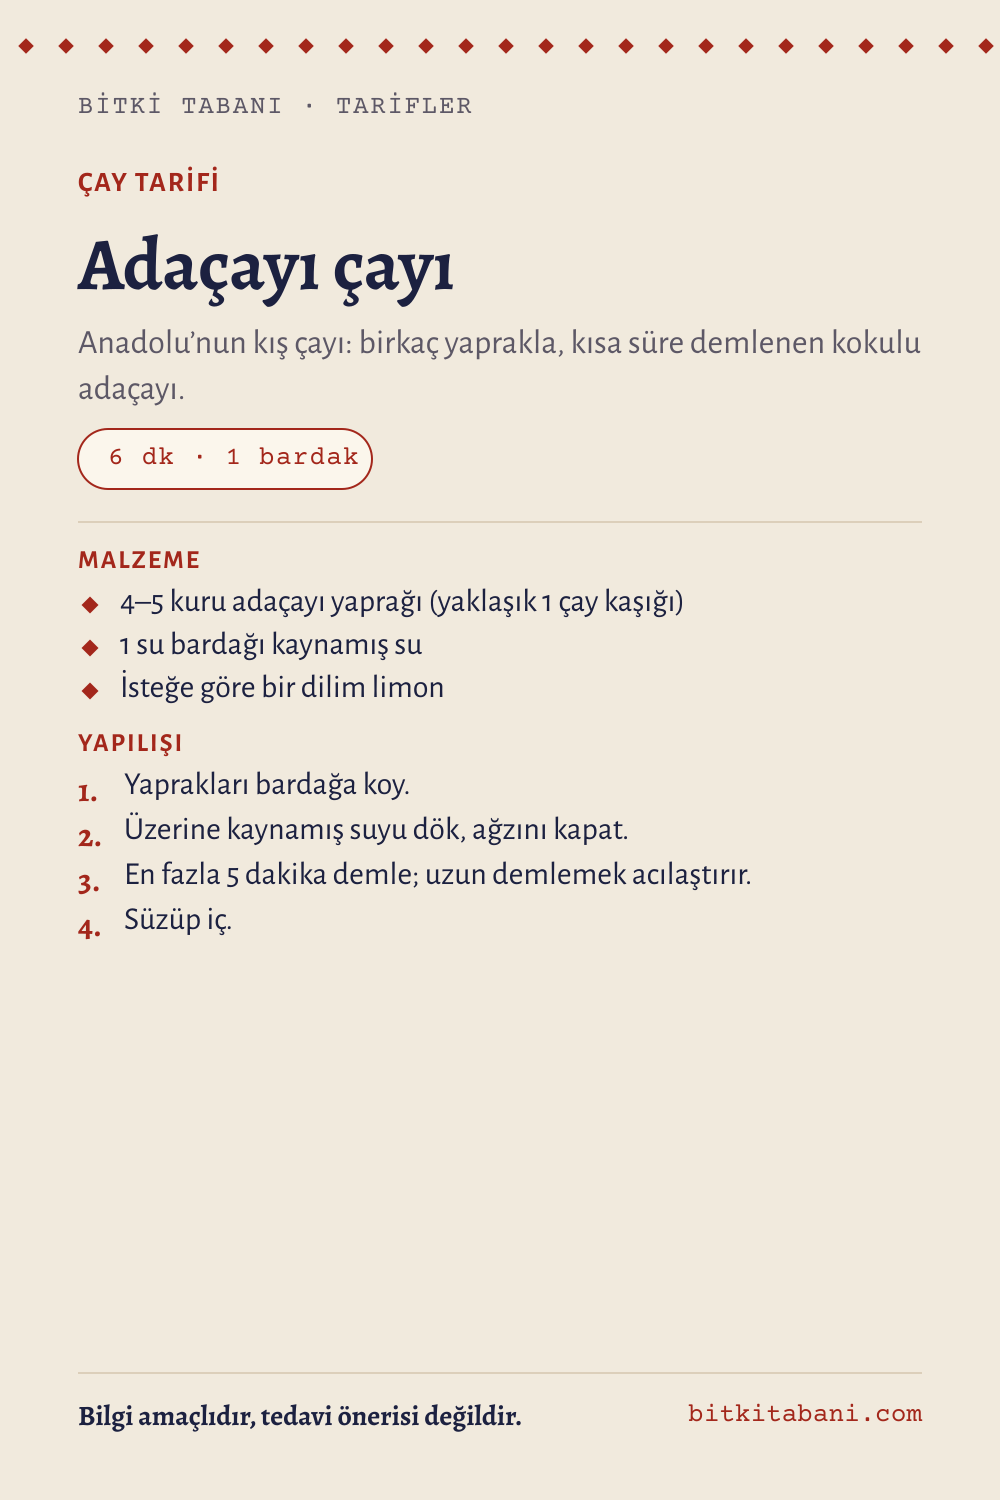 BİTKİ TABANI · TARİFLER
ÇAY TARİFİ
Adaçayı çayı
Anadolu’nun kış çayı: birkaç yaprakla, kısa süre demlenen kokulu
adaçayı.
6 dk · 1 bardak
MALZEME
◆ 4–5 kuru adaçayı yaprağı (yaklaşık 1 çay kaşığı)
◆ 1 su bardağı kaynamış su
◆ İsteğe göre bir dilim limon
YAPILIŞI
1. Yaprakları bardağa koy.
2. Üzerine kaynamış suyu dök, ağzını kapat.
3. En fazla 5 dakika demle; uzun demlemek acılaştırır.
4. Süzüp iç.
Bilgi amaçlıdır, tedavi önerisi değildir.
bitkitabani.com